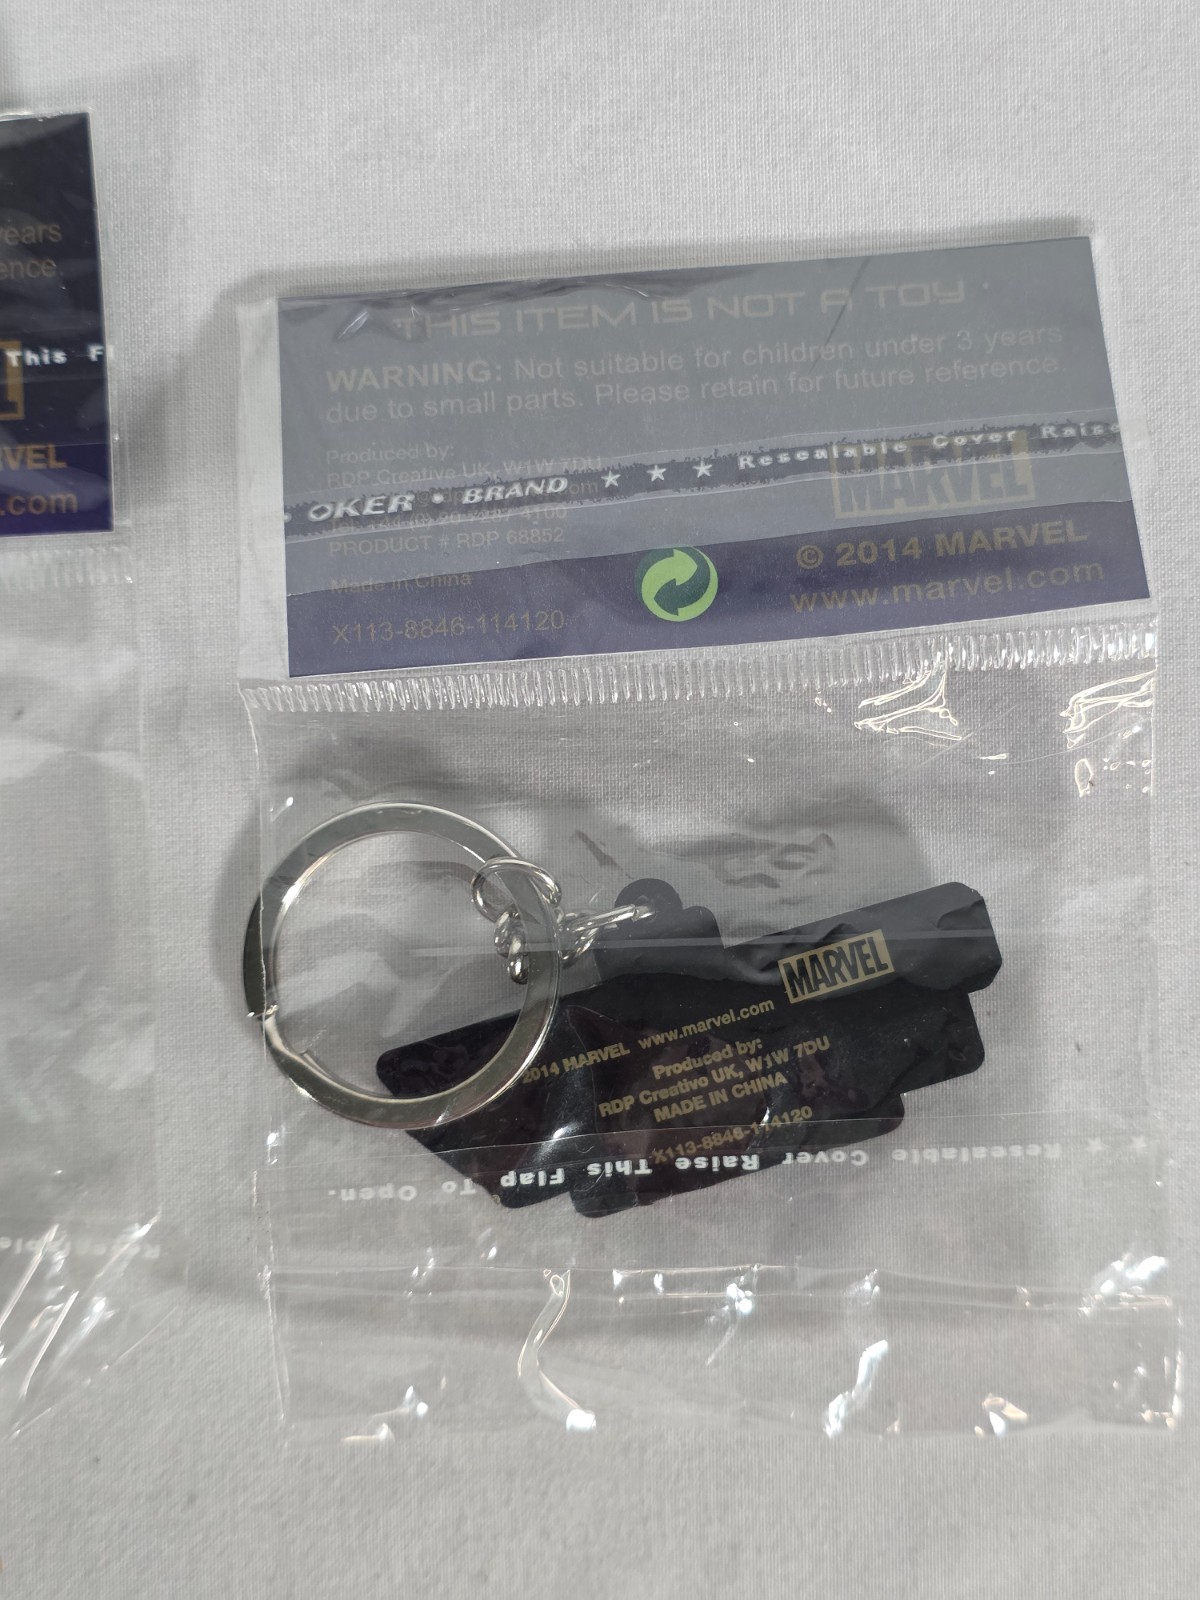 years
ence.
This Fl
VEL
.com
THIS ITEM IS NOT A TOY
WARNING: Not suitable for children under 3 years
due to small parts. Please retain for future reference.
Produced by:
RDP Creative UK, W1W 7DU
OKER • BRAND ★ ★ ★ Resealable Cover Raise
MARVEL
PRODUCT # RDP 68852
Made in China
X113-8846-114120
© 2014 MARVEL
www.marvel.com
MARVEL
2014 MARVEL www.marvel.com
Produced by:
RDP Creativo UK, W1W 7DU
MADE IN CHINA
X113-8846-114120
★ Resealable Cover Raise This Flap To Open.